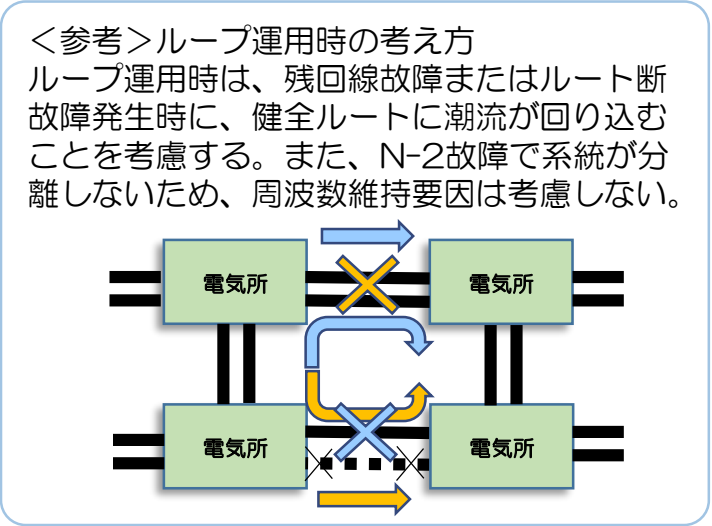 ＜参考＞ループ運用時の考え方
ループ運用時は、残回線故障またはルート断
故障発生時に、健全ルートに潮流が回り込む
ことを考慮する。また、N-2故障で系統が分
離しないため、周波数維持要因は考慮しない。
電気所
電気所
電気所
電気所